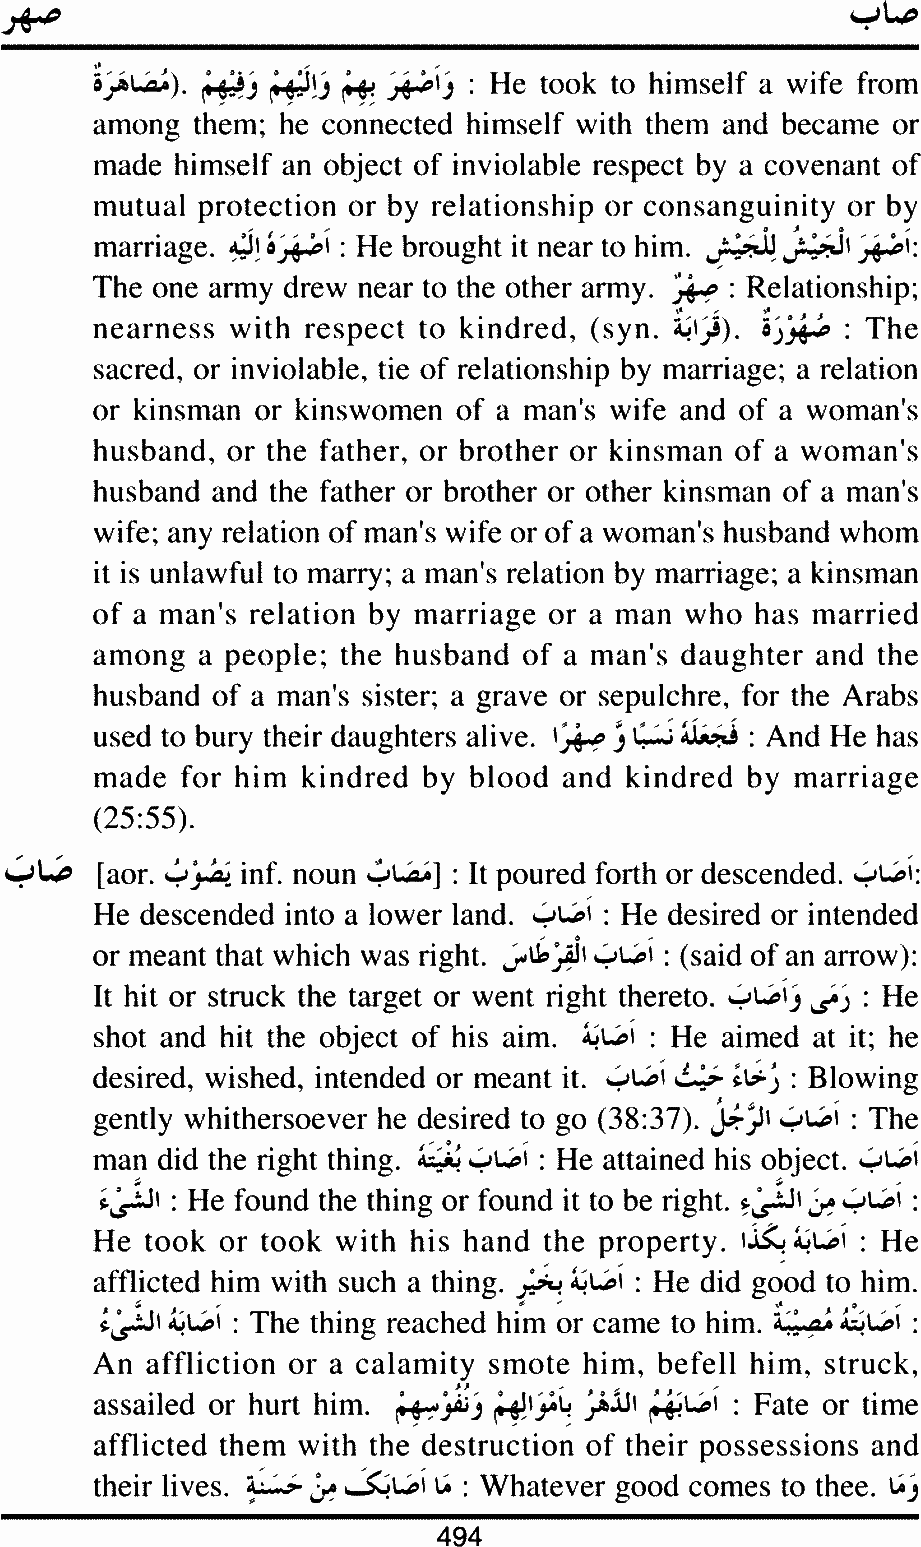 صهر صاب
مُصَاهَرَةٌ). وَاَصْهَرَ بِهِمْ وَاِلَيْهِمْ وَفِيْهِمْ : He took to himself a wife from
among them; he connected himself with them and became or
made himself an object of inviolable respect by a covenant of
mutual protection or by relationship or consanguinity or by
marriage. اَصْهَرَهُ اِلَيْهِ : He brought it near to him. اَصْهَرَ الْجَيْشُ لِلْجَيْشِ:
The one army drew near to the other army. صِهْرٌ : Relationship;
nearness with respect to kindred, (syn. قَرَابَةٌ). صُهُوْرَةٌ : The
sacred, or inviolable, tie of relationship by marriage; a relation
or kinsman or kinswomen of a man's wife and of a woman's
husband, or the father, or brother or kinsman of a woman's
husband and the father or brother or other kinsman of a man's
wife; any relation of man's wife or of a woman's husband whom
it is unlawful to marry; a man's relation by marriage; a kinsman
of a man's relation by marriage or a man who has married
among a people; the husband of a man's daughter and the
husband of a man's sister; a grave or sepulchre, for the Arabs
used to bury their daughters alive. فَجَعَلَهُ نَسَبًا وَّ صِهْرًا : And He has
made for him kindred by blood and kindred by marriage
(25:55).
صَابَ [aor. يَصُوْبُ inf. noun مَصَابٌ] : It poured forth or descended. اَصَابَ:
He descended into a lower land. اَصَابَ : He desired or intended
or meant that which was right. اَصَابَ الْقِرْطَاسَ : (said of an arrow):
It hit or struck the target or went right thereto. رَمٰى وَاَصَابَ : He
shot and hit the object of his aim. اَصَابَهٗ : He aimed at it; he
desired, wished, intended or meant it. رُخَاءً حَيْثُ اَصَابَ : Blowing
gently whithersoever he desired to go (38:37). اَصَابَ الرَّجُلُ : The
man did the right thing. اَصَابَ بُغْيَتَهٗ : He attained his object. اَصَابَ
الشَّيْءَ : He found the thing or found it to be right. اَصَابَ مِنَ الشَّيْءِ :
He took or took with his hand the property. اَصَابَهٗ بِكَذَا : He
afflicted him with such a thing. اَصَابَهٗ بِخَيْرٍ : He did good to him.
اَصَابَهُ الشَّيْءُ : The thing reached him or came to him. اَصَابَتْهُ مُصِيْبَةٌ :
An affliction or a calamity smote him, befell him, struck,
assailed or hurt him. اَصَابَهُمُ الدَّهْرُ بِاَمْوَالِهِمْ وَنُفُوْسِهِمْ : Fate or time
afflicted them with the destruction of their possessions and
their lives. مَا اَصَابَكَ مِنْ حَسَنَةٍ : Whatever good comes to thee. وَمَا
494